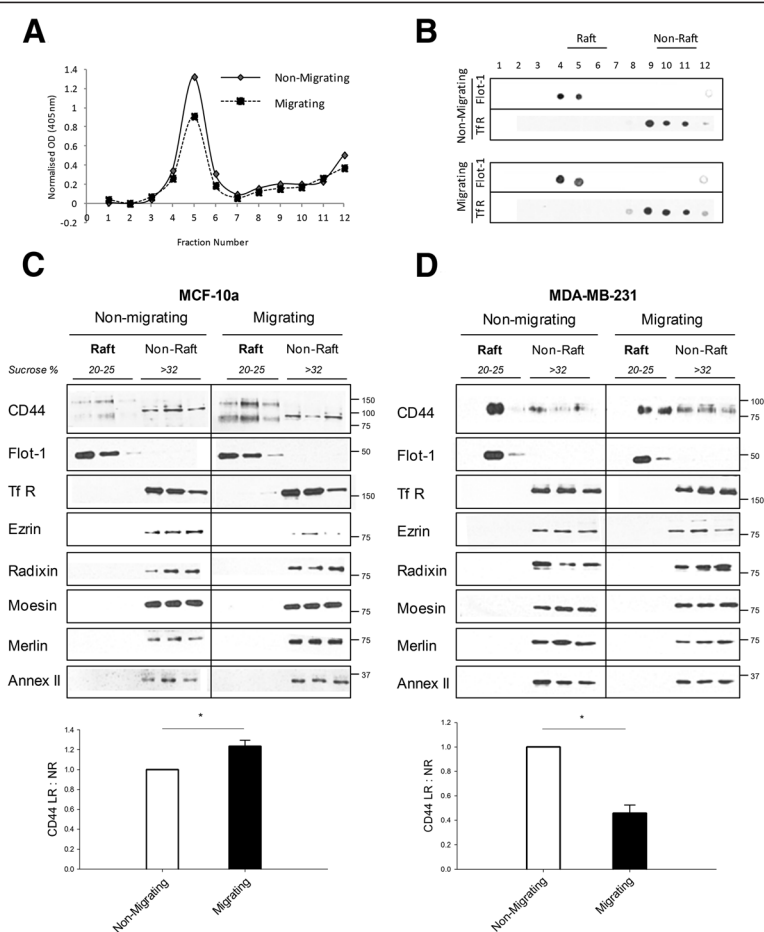 A
Normalised OD (405nm)
1.4
1.2
1
0.8
0.6
0.4
0.2
0
-0.2
0 1 2 3 4 5 6 7 8 9 10 11 12
Fraction Number
Non-Migrating
Migrating
B
Raft Non-Raft
1 2 3 4 5 6 7 8 9 10 11 12
Non-Migrating
Flot-1
TfR
Migrating
Flot-1
TfR
C
MCF-10a
Non-migrating Migrating
Raft Non-Raft Raft Non-Raft
Sucrose % 20-25 >32 20-25 >32
CD44 150 100 75
Flot-1 50
Tf R 150
Ezrin 75
Radixin 75
Moesin 75
Merlin 75
Annex II 37
CD44 LR : NR
1.4
1.2
1.0
0.8
0.6
0.4
0.2
0.0
*
Non-Migrating Migrating
D
MDA-MB-231
Non-migrating Migrating
Raft Non-Raft Raft Non-Raft
20-25 >32 20-25 >32
CD44 100 75
Flot-1 50
Tf R 150
Ezrin 75
Radixin 75
Moesin 75
Merlin 75
Annex II 37
CD44 LR : NR
1.2
1.0
0.8
0.6
0.4
0.2
0.0
*
Non-Migrating Migrating